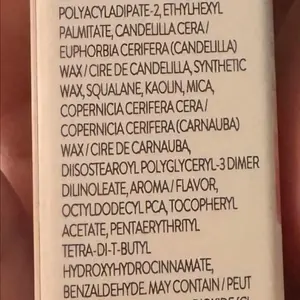 POLYACYLADIPATE-2, ETHYLHEXYL
PALMITATE, CANDELILLA CERA /
EUPHORBIA CERIFERA (CANDELILLA)
WAX / CIRE DE CANDELILLA, SYNTHETIC
WAX, SQUALANE, KAOLIN, MICA,
COPERNICIA CERIFERA CERA /
COPERNICIA CERIFERA (CARNAUBA)
WAX / CIRE DE CARNAUBA,
DIISOSTEAROYL POLYGLYCERYL-3 DIMER
DILINOLEATE, AROMA / FLAVOR,
OCTYLDODECYL PCA, TOCOPHERYL
ACETATE, PENTAERYTHRITYL
TETRA-DI-T-BUTYL
HYDROXYHYDROCINNAMATE,
BENZALDEHYDE. MAY CONTAIN / PEUT